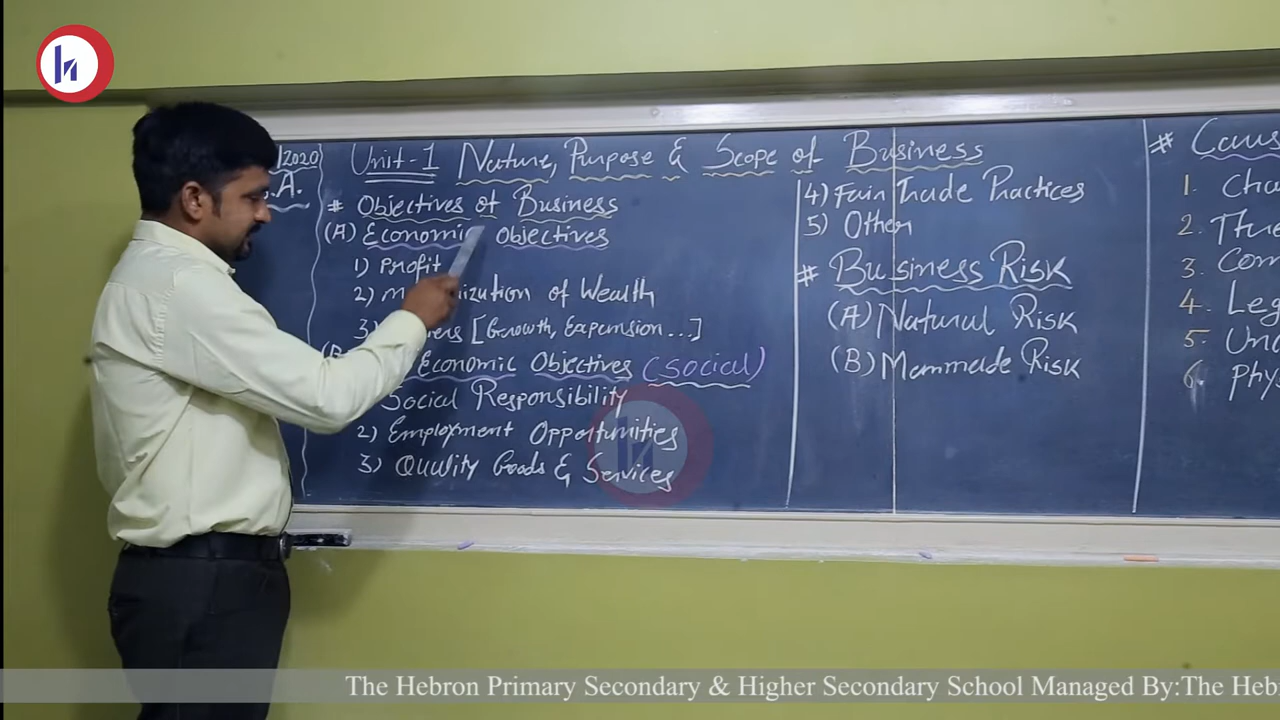 /2020
.A.
Unit-1 Nature, Purpose & Scope of Business
# Objectives of Business
(A) Economic Objectives
1) Profit
2) M izution of Wealth
3) ers [Growth, Expansion...]
Economic Objectives (Social)
Social Responsibility
2) Employment Opportunities
3) Quality Goods & Services
4) Fair Trade Practices
5) Other
# Business Risk
(A) Natural Risk
(B) Manmade Risk
# Caus
1. Cha
2.
3. Com
4. Leg
5. Unc
6. Phy
The Hebron Primary Secondary & Higher Secondary School Managed By:The Heb